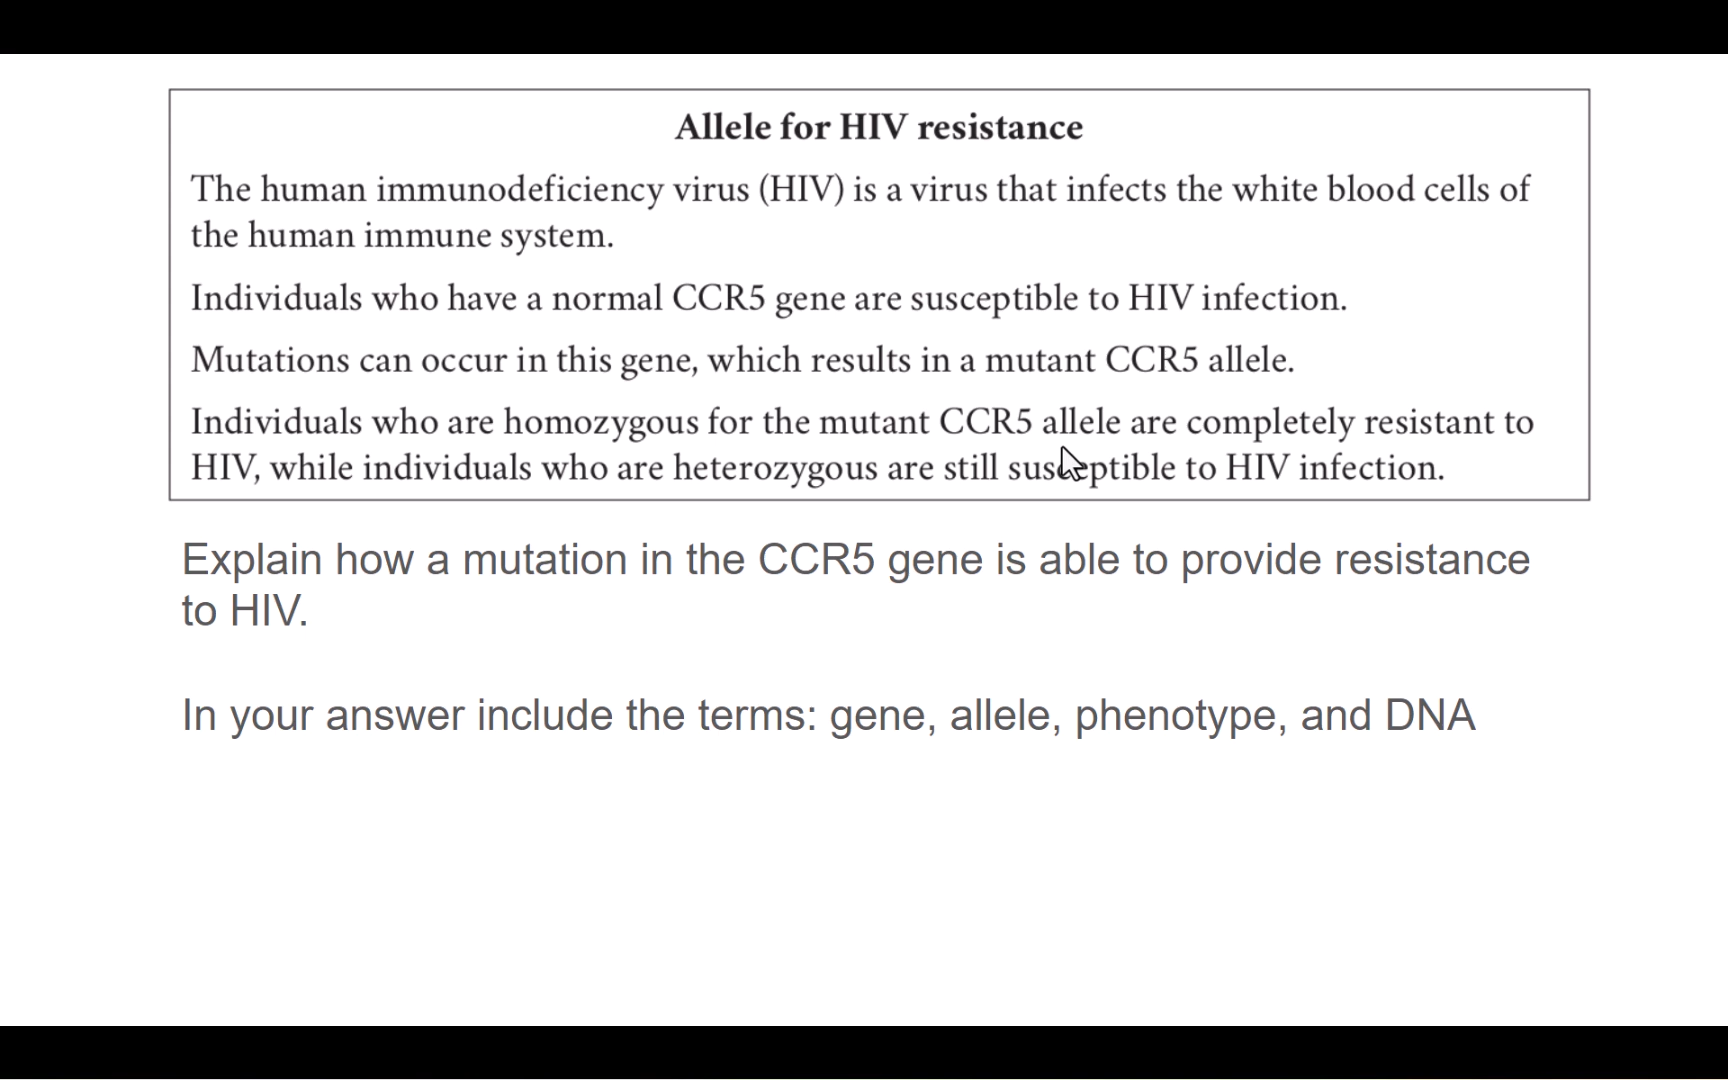 Allele for HIV resistance
The human immunodeficiency virus (HIV) is a virus that infects the white blood cells of
the human immune system.
Individuals who have a normal CCR5 gene are susceptible to HIV infection.
Mutations can occur in this gene, which results in a mutant CCR5 allele.
Individuals who are homozygous for the mutant CCR5 allele are completely resistant to
HIV, while individuals who are heterozygous are still susceptible to HIV infection.
Explain how a mutation in the CCR5 gene is able to provide resistance
to HIV.
In your answer include the terms: gene, allele, phenotype, and DNA